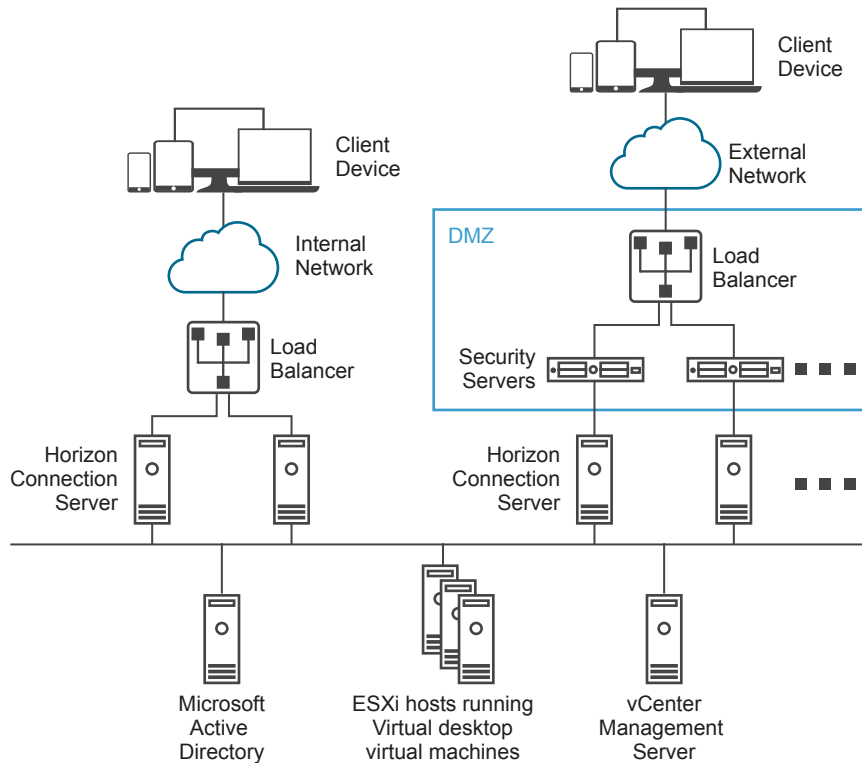 Client
Device
Client
Device
External
Network
Internal
Network
DMZ
Load
Balancer
Load
Balancer
Security
Servers
Horizon
Connection
Server
Horizon
Connection
Server
Microsoft
Active
Directory
ESXi hosts running
Virtual desktop
virtual machines
vCenter
Management
Server